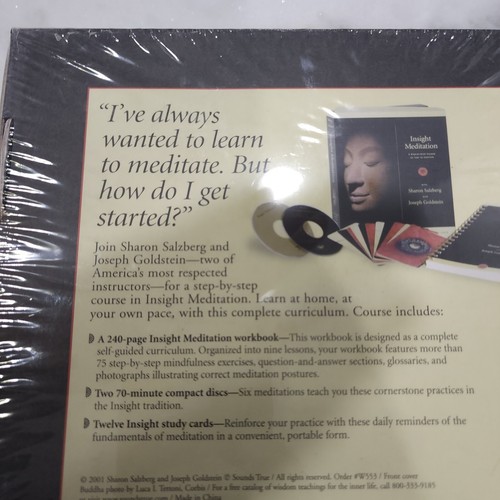 "I've always
wanted to learn
to meditate. But
how do I get
started?"
Insight
Meditation
Sharon Salzberg
Joseph Goldstein
Join Sharon Salzberg and
Joseph Goldstein—two of
America's most respected
instructors—for a step-by-step
course in Insight Meditation. Learn at home, at
your own pace, with this complete curriculum. Course includes:
A 240-page Insight Meditation workbook—This workbook is designed as a complete
self-guided curriculum. Organized into nine lessons, your workbook features more than
75 step-by-step mindfulness exercises, question-and-answer sections, glossaries, and
photographs illustrating correct meditation postures.
Two 70-minute compact discs—Six meditations teach you these cornerstone practices in
the Insight tradition.
Twelve Insight study cards—Reinforce your practice with these daily reminders of the
fundamentals of meditation in a convenient, portable form.
© 2001 Sharon Salzberg and Joseph Goldstein ℗ Sounds True / All rights reserved. Order #W553 / Front cover
Buddha photo by Luca I. Tettoni, Corbis / For a free catalog of wisdom teachings for the inner life, call 800-333-9185
/ Made in China